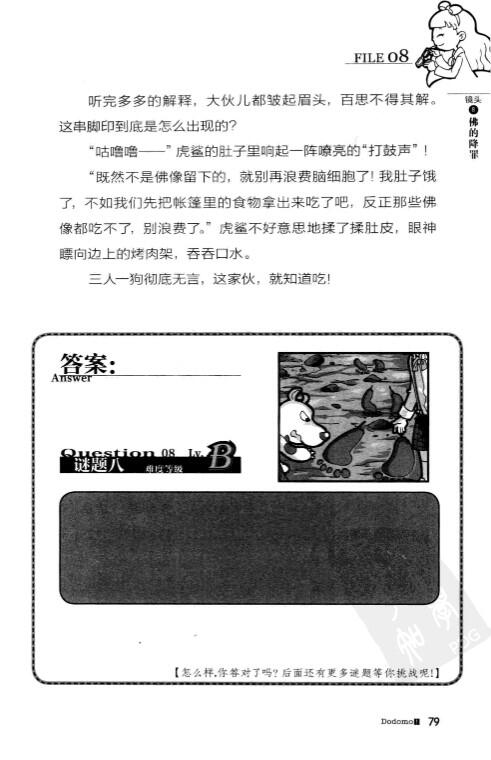 FILE 08
镜头
8
佛的降罪
听完多多的解释，大伙儿都皱起眉头，百思不得其解。
这串脚印到底是怎么出现的？
“咕噜噜——”虎鲨的肚子里响起一阵嘹亮的“打鼓声”！
“既然不是佛像留下的，就别再浪费脑细胞了！我肚子饿
了，不如我们先把帐篷里的食物拿出来吃了吧，反正那些佛
像都吃不了，别浪费了。”虎鲨不好意思地揉了揉肚皮，眼神
瞟向边上的烤肉架，吞吞口水。
三人一狗彻底无言，这家伙，就知道吃！
答案：
Answer
Question 08 Lv. B
谜题八 难度等级
【怎么样，你答对了吗？后面还有更多谜题等你挑战呢！】
PDG
Dodomo 1 79